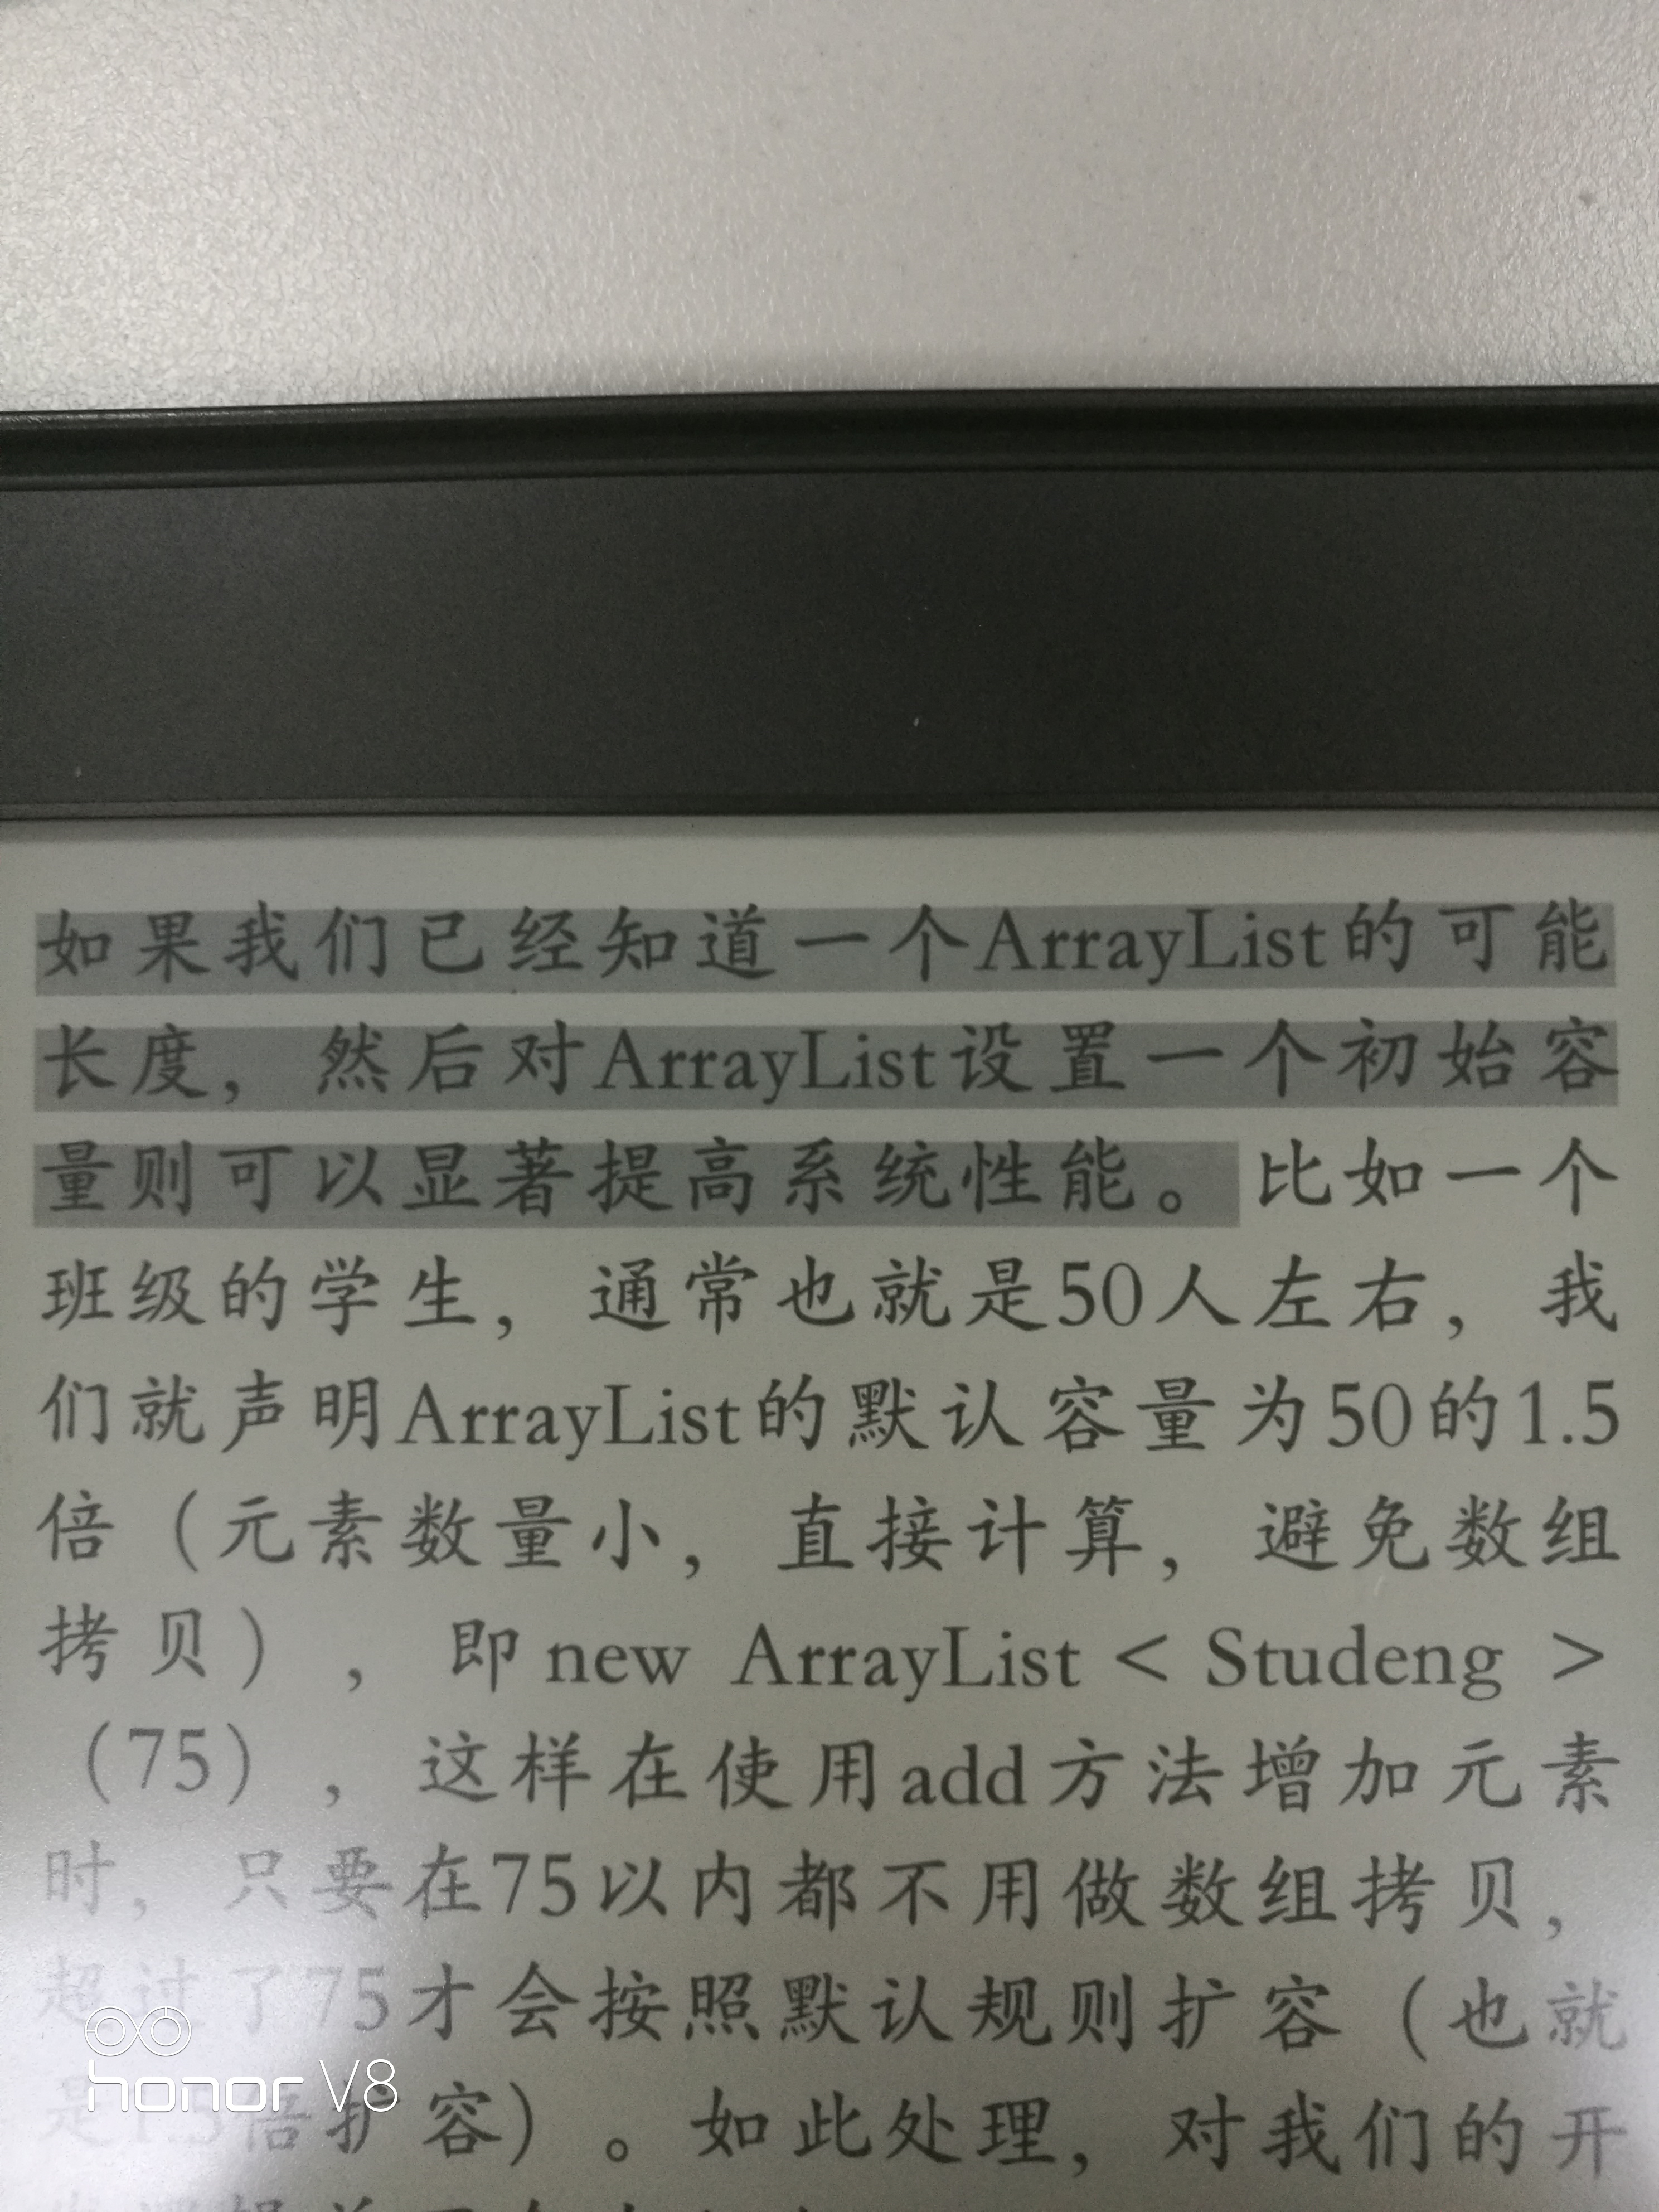 如果我们已经知道一个ArrayList的可能
长度，然后对ArrayList设置一个初始容
量则可以显著提高系统性能。比如一个
班级的学生，通常也就是50人左右，我
们就声明ArrayList的默认容量为50的1.5
倍（元素数量小，直接计算，避免数组
拷贝），即new ArrayList < Studeng >
（75），这样在使用add方法增加元素
时，只要在75以内都不用做数组拷贝，
超过了75才会按照默认规则扩容（也就
是1.5倍扩容）。如此处理，对我们的开
honor V8